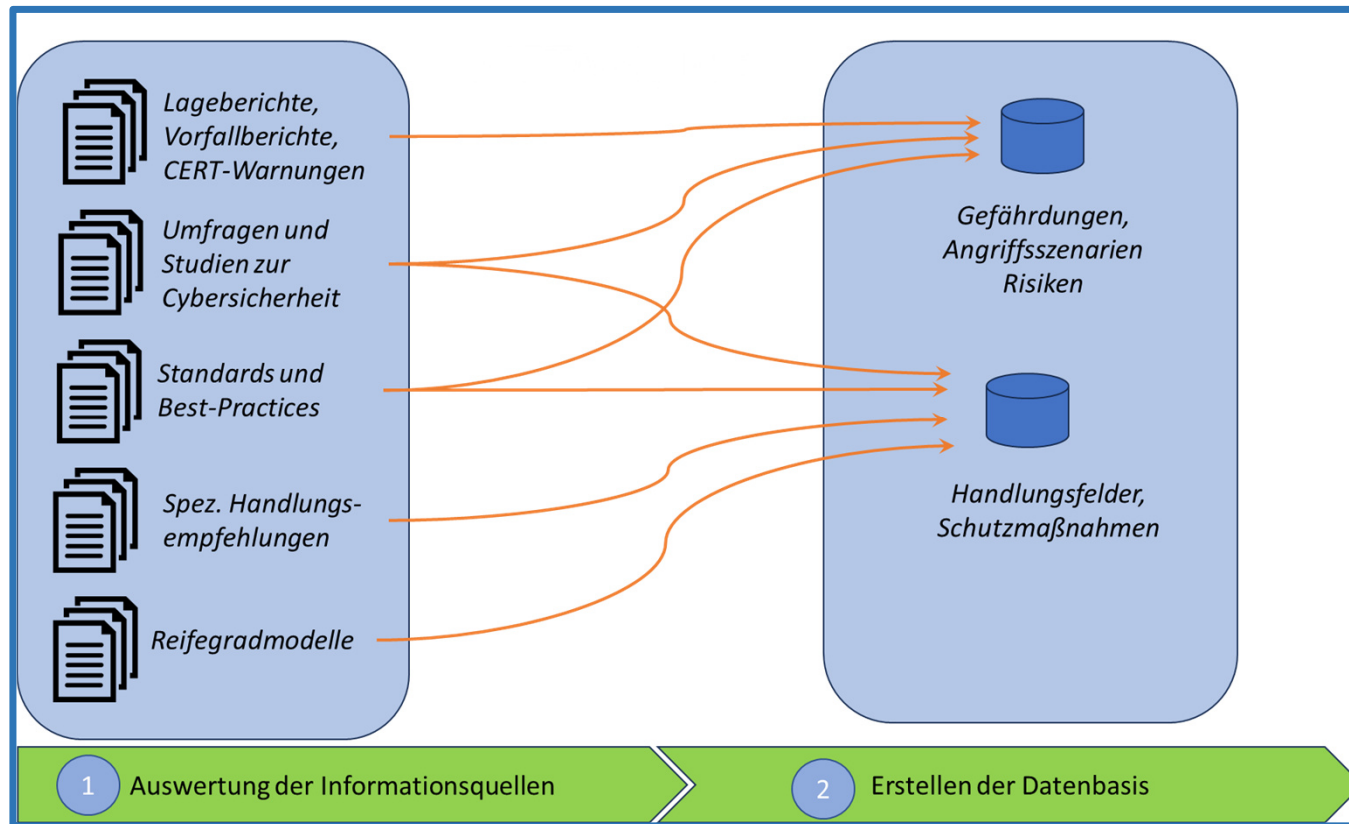 Lageberichte,
Vorfallberichte,
CERT-Warnungen
Umfragen und
Studien zur
Cybersicherheit
Standards und
Best-Practices
Spez. Handlungs-
empfehlungen
Reifegradmodelle
Gefährdungen,
Angriffsszenarien
Risiken
Handlungsfelder,
Schutzmaßnahmen
1 Auswertung der Informationsquellen
2 Erstellen der Datenbasis